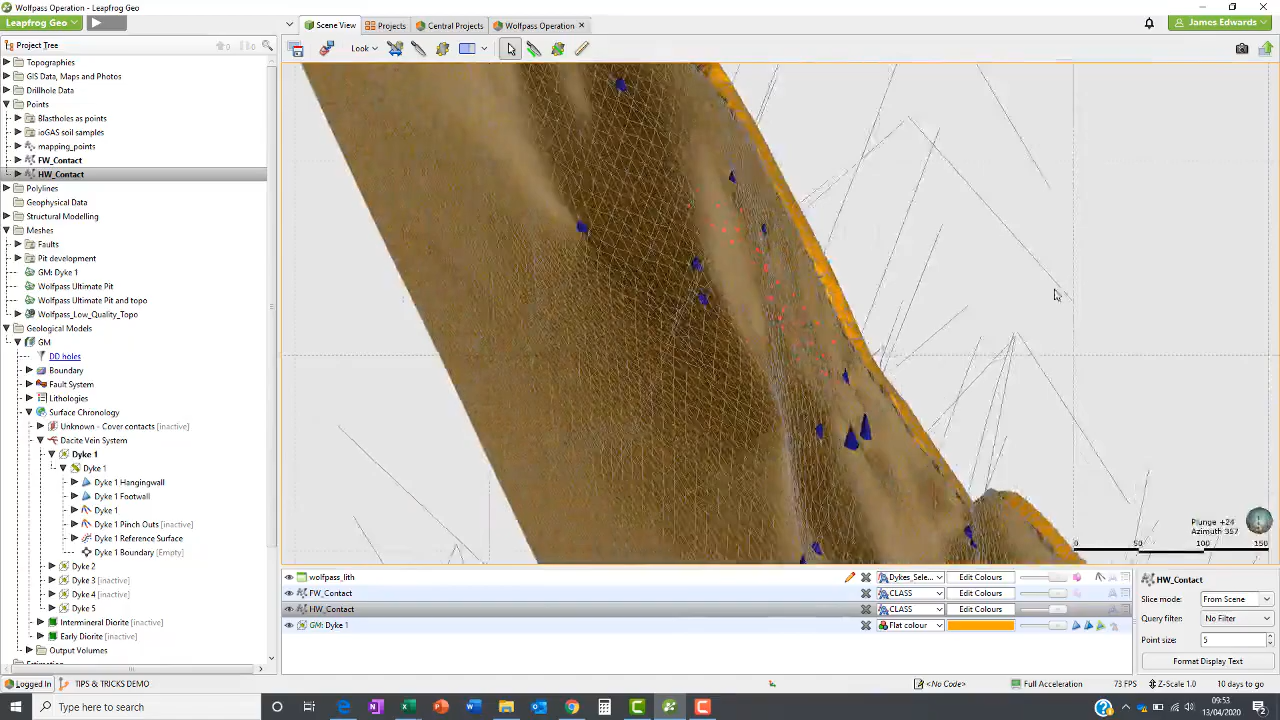 Wolfpass Operation - Leapfrog Geo
Leapfrog Geo
Scene View
Projects
Central Projects
Wolfpass Operation
James Edwards
Project Tree
Look
Topographies
GIS Data, Maps and Photos
Drillhole Data
Points
Blastholes as points
ioGAS soil samples
mapping_points
FW_Contact
HW_Contact
Polylines
Geophysical Data
Structural Modelling
Meshes
Faults
Pit development
GM: Dyke 1
Wolfpass Ultimate Pit
Wolfpass Ultimate Pit and topo
Wolfpass_Low_Quality_Topo
Geological Models
GM
DD holes
Boundary
Fault System
Lithologies
Surface Chronology
Unknown - Cover contacts [inactive]
Dacite Vein System
Dyke 1
Dyke 1
Dyke 1 Hangingwall
Dyke 1 Footwall
Dyke 1
Dyke 1 Pinch Outs [inactive]
Dyke 1 Reference Surface
Dyke 1 Boundary [Empty]
Dyke 2
Dyke 3 [inactive]
Dyke 4 [inactive]
Dyke 5
Intermineral Diorite [inactive]
Early Diorite [inactive]
Output Volumes
Estimation
Plunge +24
Azimuth 357
0 50 100 150
wolfpass_lith Dykes_Sele... Edit Colours
FW_Contact CLASS Edit Colours
HW_Contact CLASS Edit Colours
GM: Dyke 1 Flat colour
HW_Contact
Slice mode: From Scene
Query filter: No Filter
Point size: 5
Format Display Text
Logged In TIPS & TRICKS DEMO
<No Code> Full Acceleration 73 FPS Z-Scale 1.0 10 days to go
Type here to search
09:53
13/04/2020